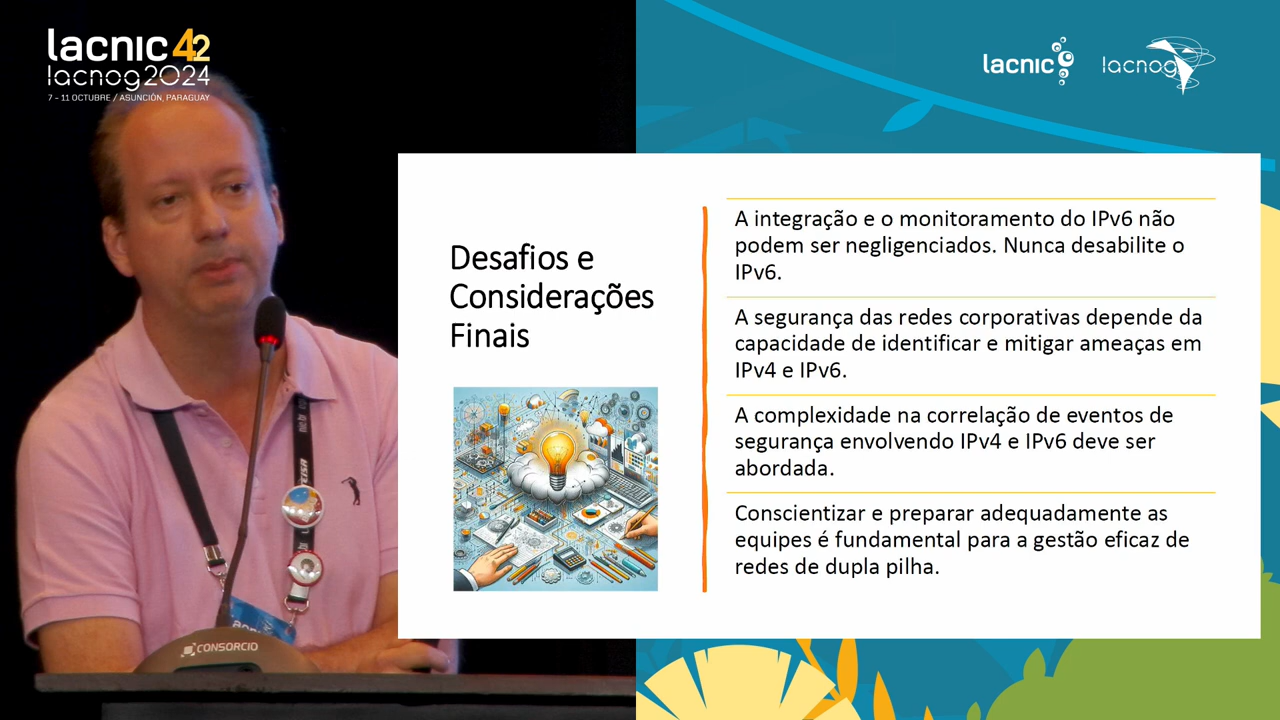 lacnic 42
lacnog2024
7 - 11 OCTUBRE / ASUNCIÓN, PARAGUAY
lacnic
lacnog
Desafios e
Considerações
Finais
A integração e o monitoramento do IPv6 não
podem ser negligenciados. Nunca desabilite o
IPv6.
A segurança das redes corporativas depende da
capacidade de identificar e mitigar ameaças em
IPv4 e IPv6.
A complexidade na correlação de eventos de
segurança envolvendo IPv4 e IPv6 deve ser
abordada.
Conscientizar e preparar adequadamente as
equipes é fundamental para a gestão eficaz de
redes de dupla pilha.
CONSORCIO